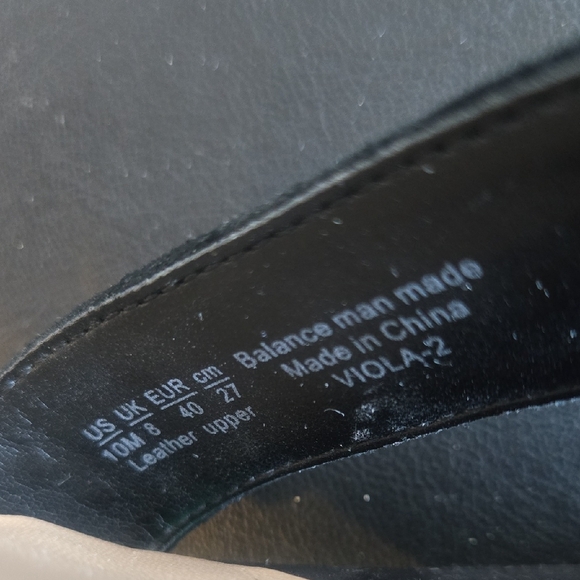 US UK EUR cm
10M 8 40 27
Leather upper
Balance man made
Made in China
VIOLA-2